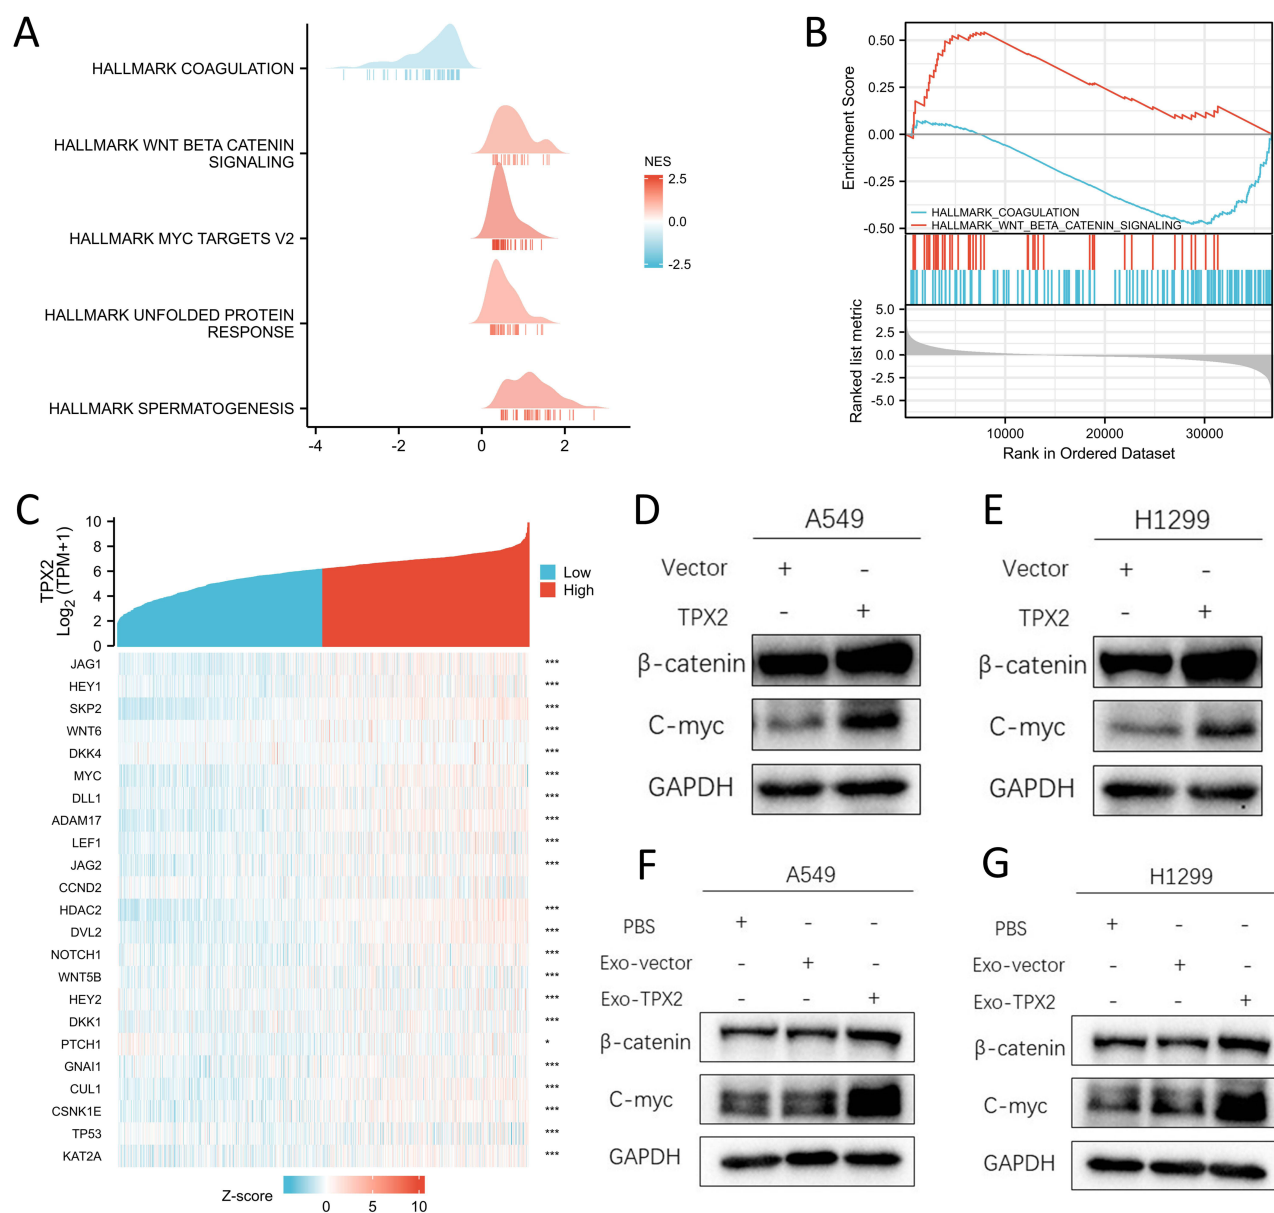 A
HALLMARK COAGULATION
HALLMARK WNT BETA CATENIN
SIGNALING
HALLMARK MYC TARGETS V2
HALLMARK UNFOLDED PROTEIN
RESPONSE
HALLMARK SPERMATOGENESIS
-4 -2 0 2
NES
2.5
0.0
-2.5
B
Enrichment Score
0.50
0.25
0.00
-0.25
-0.50
HALLMARK_COAGULATION
HALLMARK_WNT_BETA_CATENIN_SIGNALING
Ranked list metric
5.0
2.5
0.0
-2.5
-5.0
10000 20000 30000
Rank in Ordered Dataset
C
TPX2
Log2 (TPM+1)
10
8
6
4
2
0
Low
High
JAG1 ***
HEY1 ***
SKP2 ***
WNT6 ***
DKK4 ***
MYC ***
DLL1 ***
ADAM17 ***
LEF1 ***
JAG2 ***
CCND2
HDAC2 ***
DVL2 ***
NOTCH1 ***
WNT5B ***
HEY2 ***
DKK1 ***
PTCH1 *
GNAI1 ***
CUL1 ***
CSNK1E ***
TP53 ***
KAT2A ***
Z-score
0 5 10
D
A549
Vector + -
TPX2 - +
β-catenin
C-myc
GAPDH
E
H1299
Vector + -
TPX2 - +
β-catenin
C-myc
GAPDH
F
A549
PBS + - -
Exo-vector - + -
Exo-TPX2 - - +
β-catenin
C-myc
GAPDH
G
H1299
PBS + - -
Exo-vector - + -
Exo-TPX2 - - +
β-catenin
C-myc
GAPDH